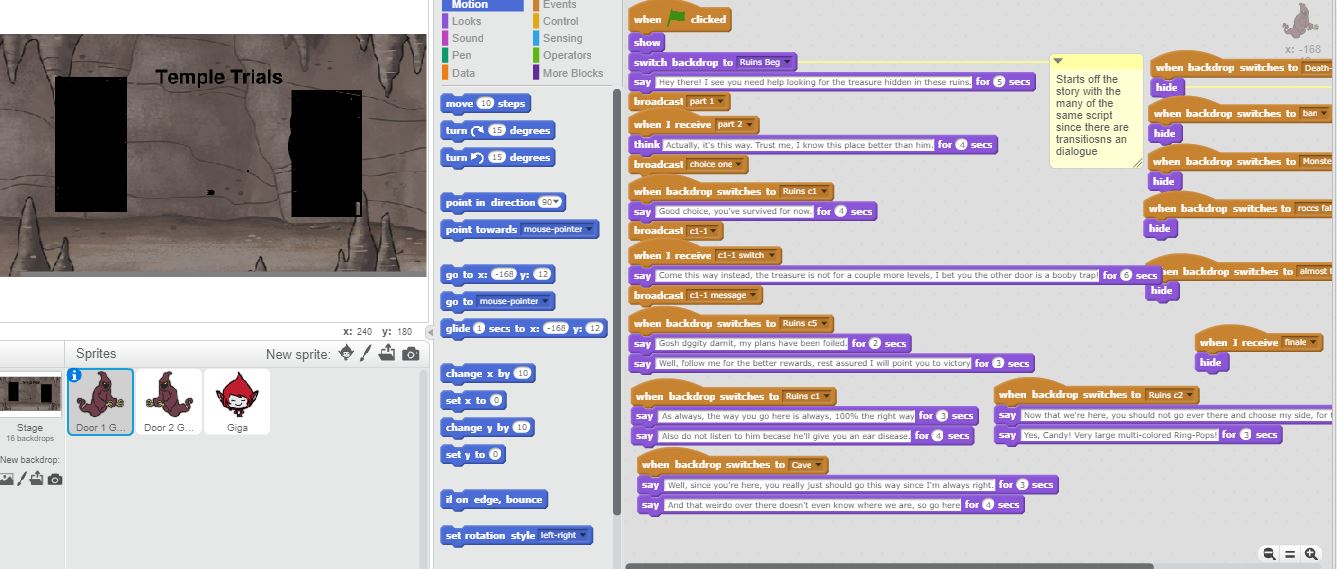 Temple Trials
x: 240 y: 180
Sprites
New sprite:
Stage
16 backdrops
New backdrop:
Door 1 G...
Door 2 G...
Giga
Motion
Looks
Sound
Pen
Data
Events
Control
Sensing
Operators
More Blocks
move 10 steps
turn 15 degrees
turn 15 degrees
point in direction 90
point towards mouse-pointer
go to x: -168 y: 12
go to mouse-pointer
glide 1 secs to x: -168 y: 12
change x by 10
set x to 0
change y by 10
set y to 0
if on edge, bounce
set rotation style left-right
when clicked
show
switch backdrop to Ruins Beg
say Hey there! I see you need help looking for the treasure hidden in these ruins. for 5 secs
broadcast part 1
when I receive part 2
think Actually, it's this way. Trust me, I know this place better than him. for 4 secs
broadcast choice one
when backdrop switches to Ruins c1
say Good choice, you've survived for now. for 4 secs
broadcast c1-1
when I receive c1-1 switch
say Come this way instead, the treasure is not for a couple more levels, I bet you the other door is a booby trap! for 6 secs
broadcast c1-1 message
when backdrop switches to Ruins c5
say Gosh dggity darnit, my plans have been foiled. for 2 secs
say Well, follow me for the better rewards, rest assured I will point you to victory for 3 secs
when backdrop switches to Ruins c1
say As always, the way you go here is always, 100% the right way for 3 secs
say Also do not listen to him becase he'll give you an ear disease. for 4 secs
when backdrop switches to Cave
say Well, since you're here, you really just should go this way since I'm always right. for 3 secs
say And that weirdo over there doesn't even know where we are, so go here for 4 secs
when backdrop switches to Ruins c2
say Now that we're here, you should not go over there and choose my side, for
say Yes, Candy! Very large multi-colored Ring-Pops! for 3 secs
Starts off the
story with the
many of the
same script
since there are
transitiosns an
dialogue
x: -168
when backdrop switches to Death-
hide
when backdrop switches to ban
hide
when backdrop switches to Monste
hide
when backdrop switches to roccs fal
hide
when backdrop switches to almost
hide
when I receive finale
hide